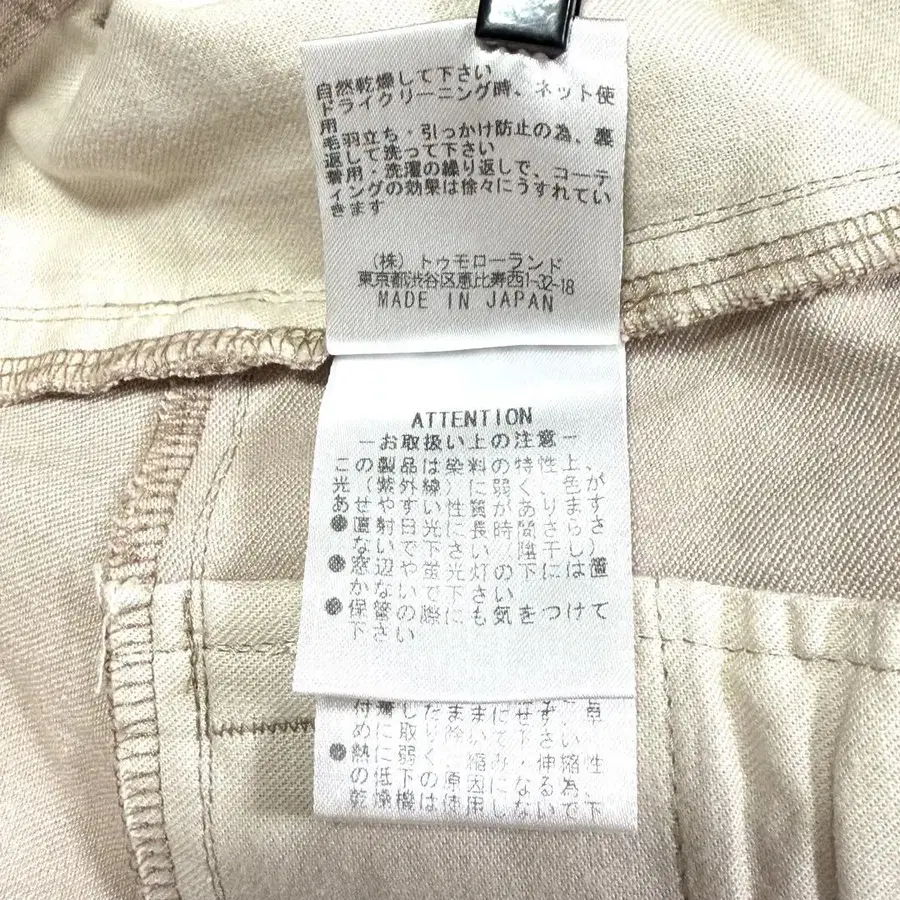 自然乾燥して下さい
ドライクリーニング時、ネット使
用
毛羽立ち・引っかけ防止の為、裏
返して洗って下さい
着用・洗濯の繰り返しで、コーテ
ィングの効果は徐々にうすれてい
きます
(株) トゥモローランド
東京都渋谷区恵比寿西1-32-18
MADE IN JAPAN
ATTENTION
ーお取扱い上の注意ー
この製品は染料の特性上、
光(紫外線)に弱く、色が
あせやすい性質があります
●直射日光に長時間さらさ
ないで下さい(陰干し)
●窓辺や蛍光灯の下には置
かないで下さい
●保管の際にも気をつけて
下さい
付着したままにせず、早
めに取り除いて下さい
●熱に弱く、縮み・伸縮性
の低下の原因になる為、
乾燥機は使用しないで下